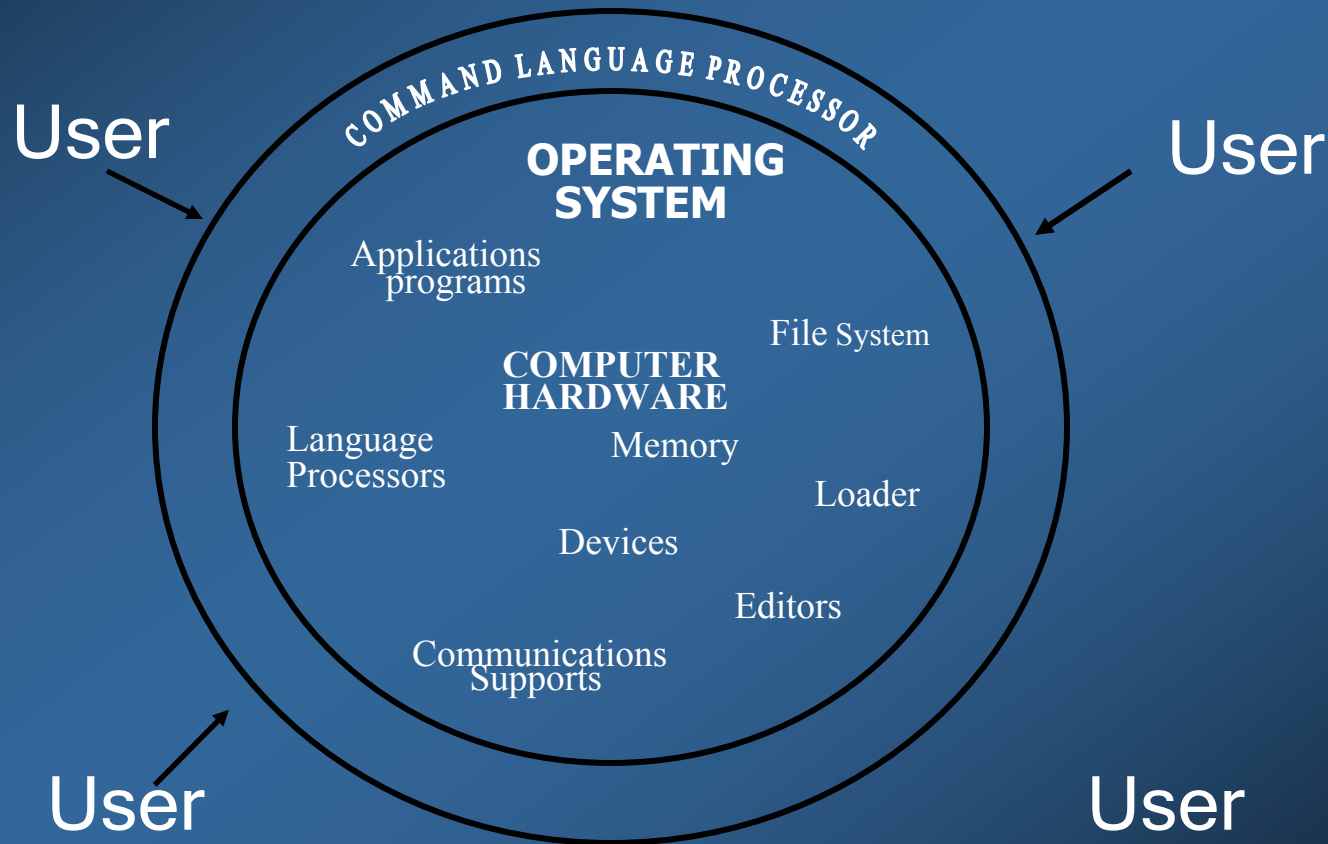 COMMAND LANGUAGE PROCESSOR
User
User
OPERATING
SYSTEM
Applications
programs
File System
COMPUTER
HARDWARE
Language
Processors
Memory
Loader
Devices
Editors
Communications
Supports
User
User